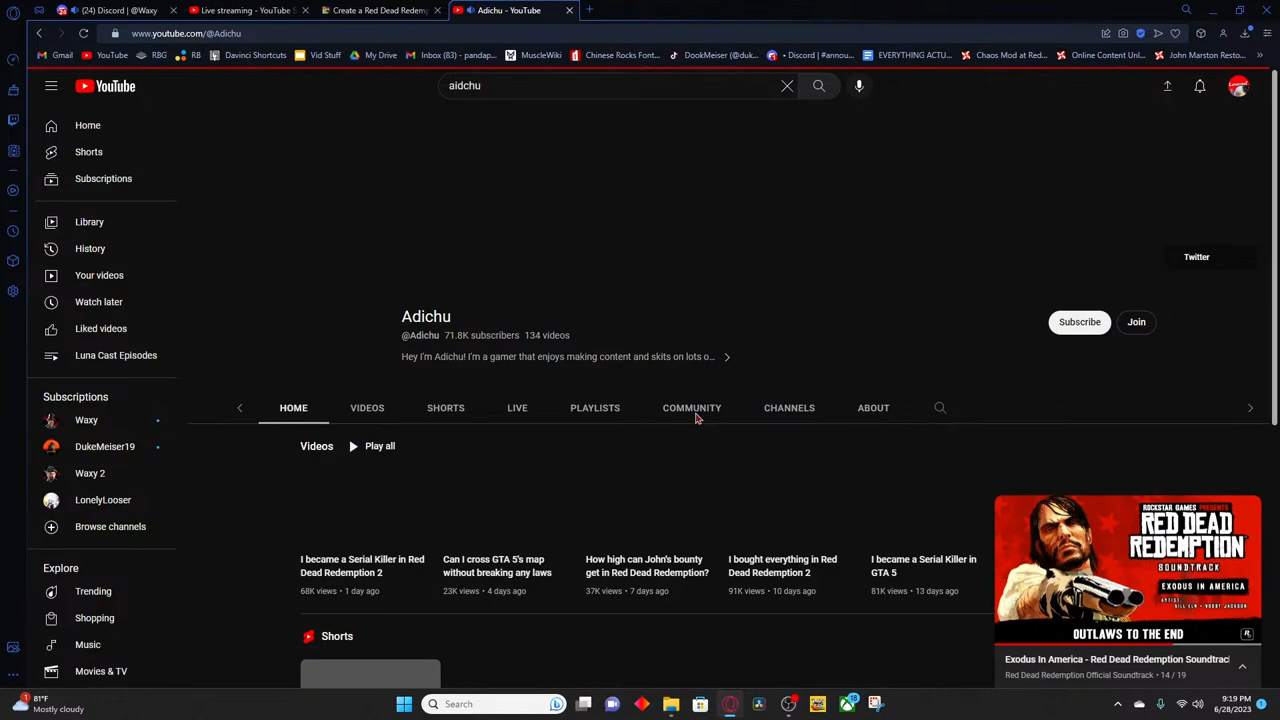 (24) Discord | @Waxy
Live streaming - YouTube S
Create a Red Dead Redemp
Adichu - YouTube
www.youtube.com/@Adichu
Gmail
YouTube
RBG
RB
Davinci Shortcuts
Vid Stuff
My Drive
Inbox (83) - pandap...
MuscleWiki
Chinese Rocks Font...
DookMeiser (@duk...
• Discord | #annou...
EVERYTHING ACTU...
Chaos Mod at Red...
Online Content Unl...
John Marston Resto...
YouTube
aidchu
Home
Shorts
Subscriptions
Library
History
Your videos
Watch later
Liked videos
Luna Cast Episodes
Subscriptions
Waxy
DukeMeiser19
Waxy 2
LonelyLooser
Browse channels
Explore
Trending
Shopping
Music
Movies & TV
Twitter
Adichu
@Adichu 71.8K subscribers 134 videos
Hey I'm Adichu! I'm a gamer that enjoys making content and skits on lots o...
Subscribe
Join
HOME
VIDEOS
SHORTS
LIVE
PLAYLISTS
COMMUNITY
CHANNELS
ABOUT
Videos
Play all
I became a Serial Killer in Red
Dead Redemption 2
68K views • 1 day ago
Can I cross GTA 5's map
without breaking any laws
23K views • 4 days ago
How high can John's bounty
get in Red Dead Redemption?
37K views • 7 days ago
I bought everything in Red
Dead Redemption 2
91K views • 10 days ago
I became a Serial Killer in
GTA 5
81K views • 13 days ago
Shorts
ROCKSTAR GAMES PRESENTS
RED DEAD
REDEMPTION
SOUNDTRACK
EXODUS IN AMERICA
ARTIST:
BILL ELM + WOODY JACKSON
OUTLAWS TO THE END
Exodus In America - Red Dead Redemption Soundtrac
Red Dead Redemption Official Soundtrack • 14 / 19
1
81°F
Mostly cloudy
Search
18
9:19 PM
6/28/2023